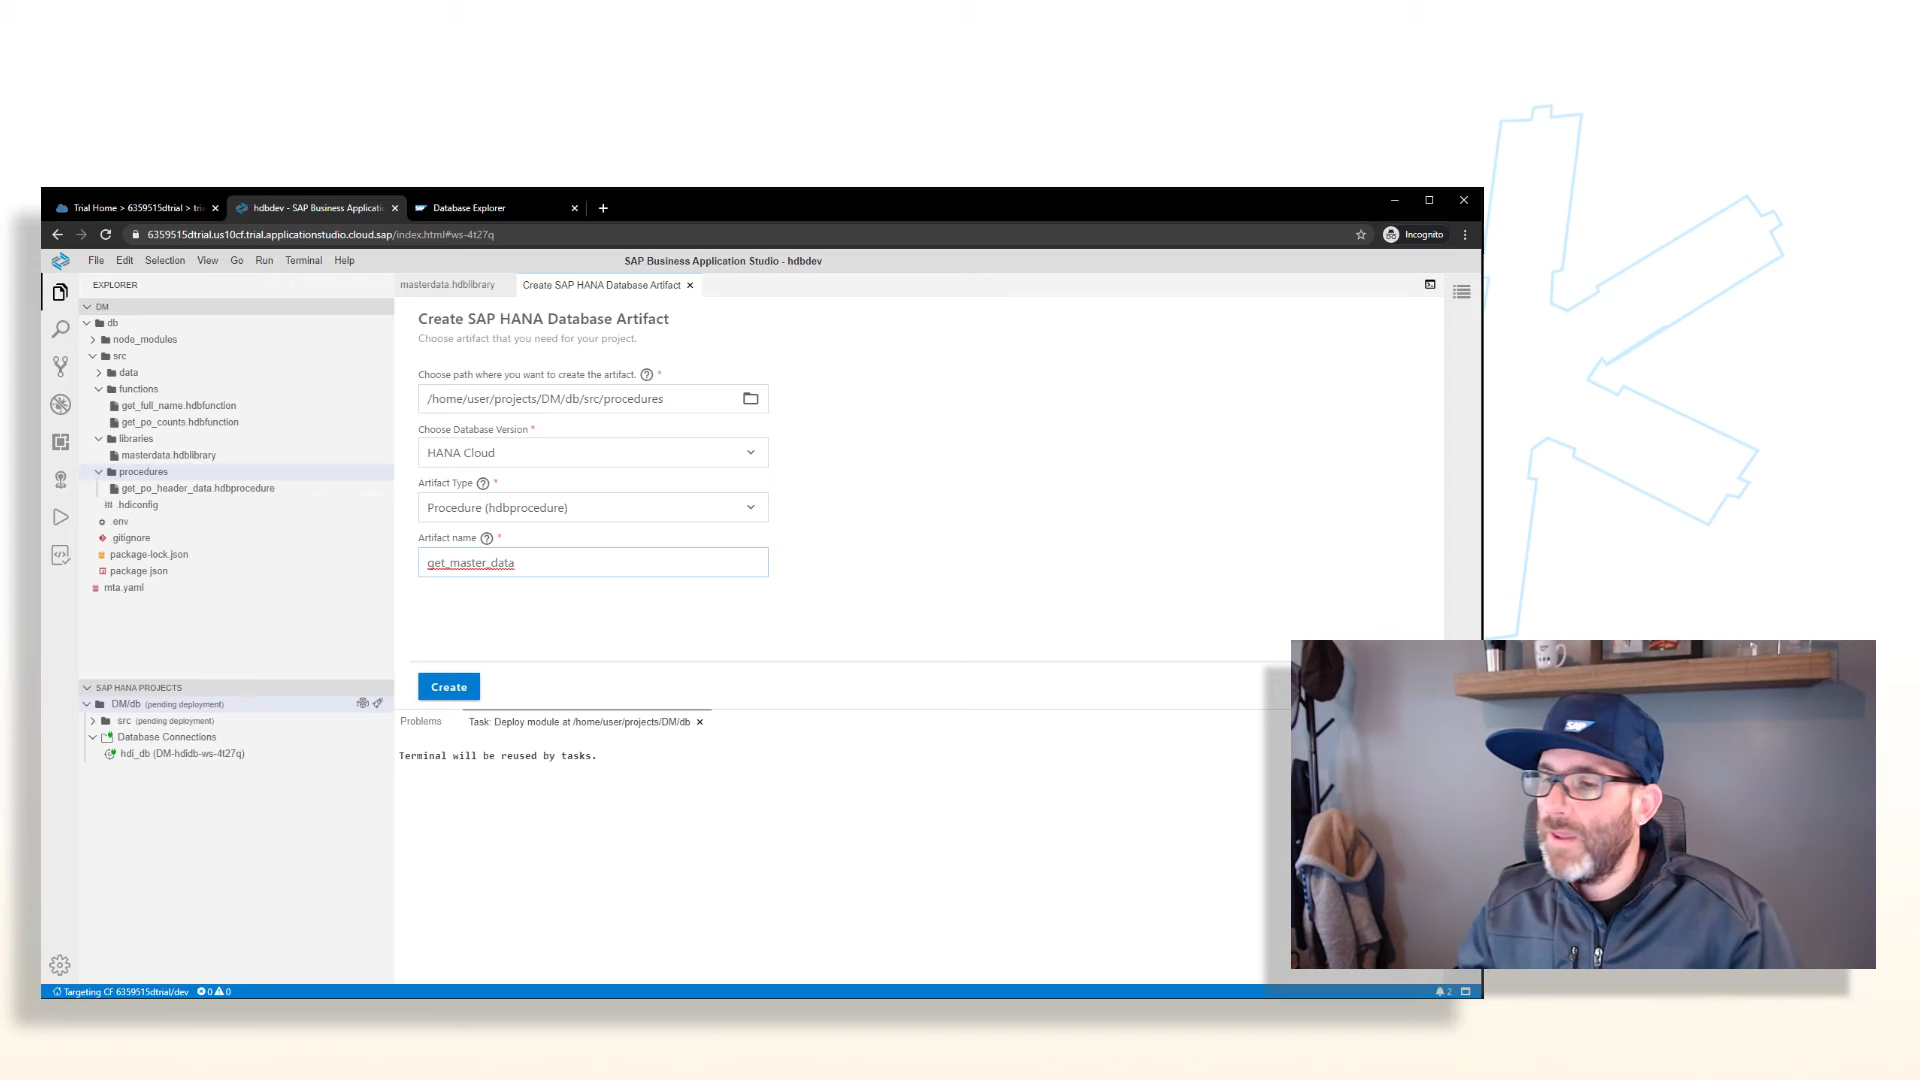 Trial Home > 6359515dtrial > tri
hdbdev - SAP Business Applicati
Database Explorer
6359515dtrial.us10cf.trial.applicationstudio.cloud.sap/index.html#ws-4t27q
Incognito
File Edit Selection View Go Run Terminal Help
SAP Business Application Studio - hdbdev
EXPLORER
DM
db
node_modules
src
data
functions
get_full_name.hdbfunction
get_po_counts.hdbfunction
libraries
masterdata.hdblibrary
procedures
get_po_header_data.hdbprocedure
.hdiconfig
.env
.gitignore
package-lock.json
package.json
mta.yaml
SAP HANA PROJECTS
DM/db (pending deployment)
src (pending deployment)
Database Connections
hdi_db (DM-hdidb-ws-4t27q)
masterdata.hdblibrary
Create SAP HANA Database Artifact
Create SAP HANA Database Artifact
Choose artifact that you need for your project.
Choose path where you want to create the artifact. ? *
/home/user/projects/DM/db/src/procedures
Choose Database Version *
HANA Cloud
Artifact Type ? *
Procedure (hdbprocedure)
Artifact name ? *
get_master_data
Create
Problems
Task: Deploy module at /home/user/projects/DM/db
Terminal will be reused by tasks.
SAP
Targeting CF 6359515dtrial/dev
0 0
2